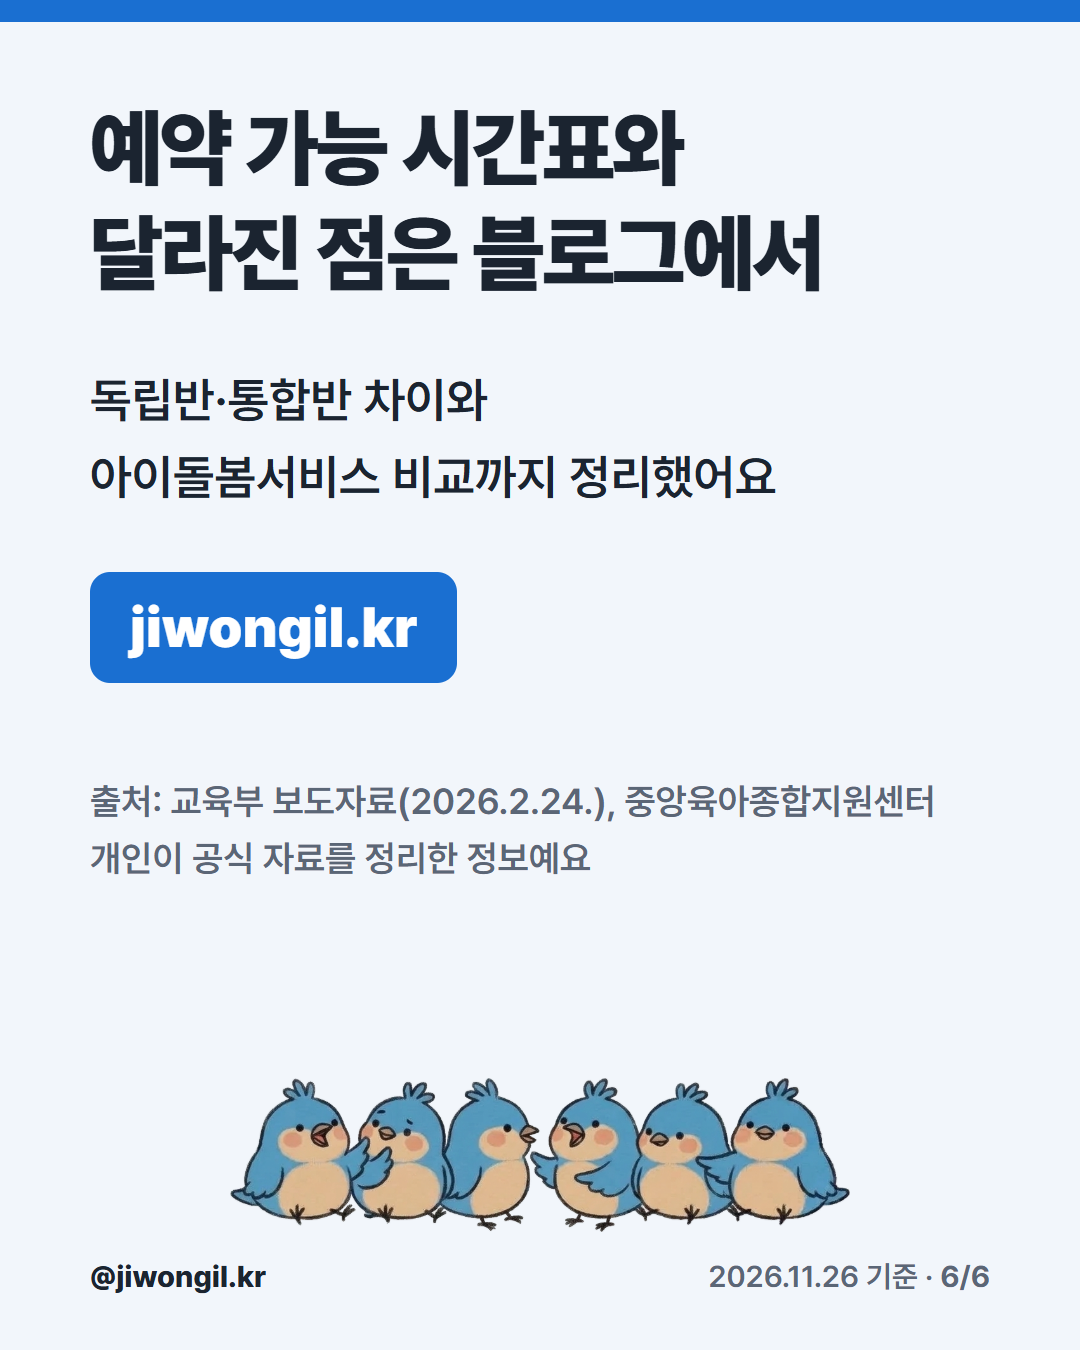 예약 가능 시간표와
달라진 점은 블로그에서
독립반·통합반 차이와
아이돌봄서비스 비교까지 정리했어요
jiwongil.kr
출처: 교육부 보도자료(2026.2.24.), 중앙육아종합지원센터
개인이 공식 자료를 정리한 정보예요
@jiwongil.kr
2026.11.26 기준 · 6/6